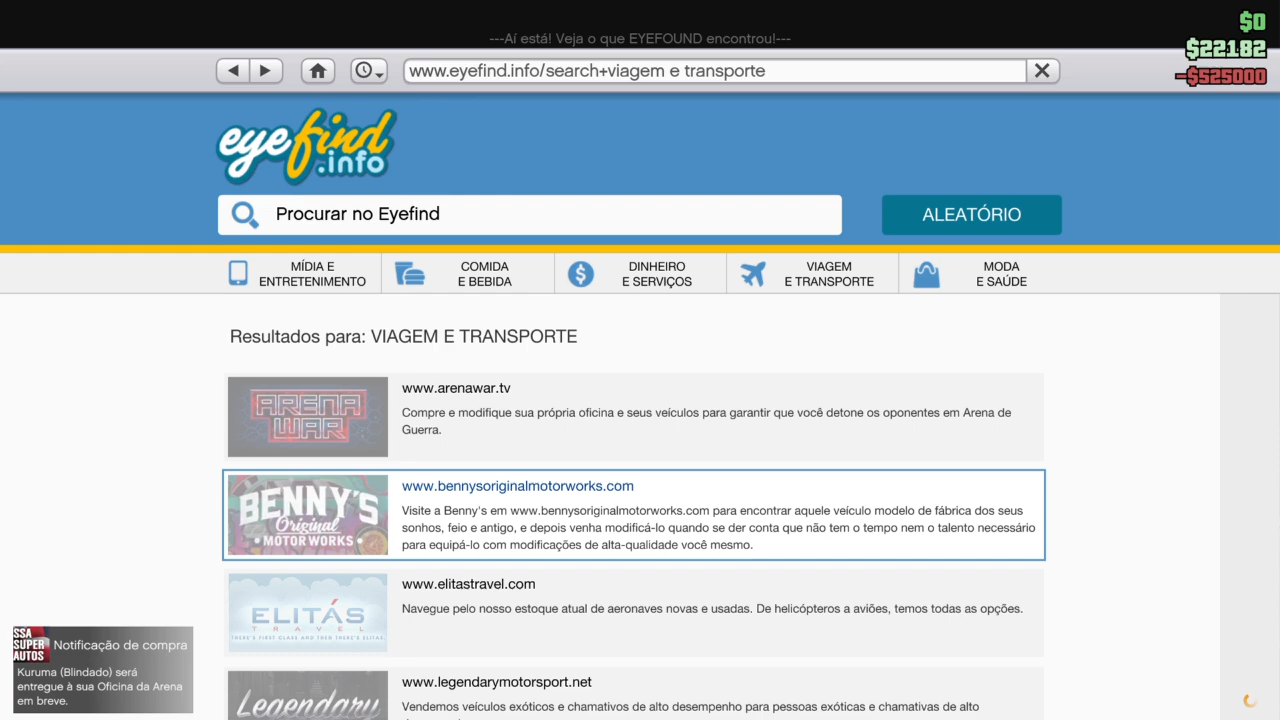 ---Aí está! Veja o que EYEFOUND encontrou!---
$0
$22182
-$525000
www.eyefind.info/search+viagem e transporte
eyefind
.info
Procurar no Eyefind
ALEATÓRIO
MÍDIA E
ENTRETENIMENTO
COMIDA
E BEBIDA
DINHEIRO
E SERVIÇOS
VIAGEM
E TRANSPORTE
MODA
E SAÚDE
Resultados para: VIAGEM E TRANSPORTE
ARENA
WAR
www.arenawar.tv
Compre e modifique sua própria oficina e seus veículos para garantir que você detone os oponentes em Arena de
Guerra.
BENNY'S
Original
MOTOR WORKS
www.bennysoriginalmotorworks.com
Visite a Benny's em www.bennysoriginalmotorworks.com para encontrar aquele veículo modelo de fábrica dos seus
sonhos, feio e antigo, e depois venha modificá-lo quando se der conta que não tem o tempo nem o talento necessário
para equipá-lo com modificações de alta-qualidade você mesmo.
ELITÁS
TRAVEL
THERE'S FIRST CLASS AND THEN THERE'S ELITAS
www.elitastravel.com
Navegue pelo nosso estoque atual de aeronaves novas e usadas. De helicópteros a aviões, temos todas as opções.
Legendary
www.legendarymotorsport.net
Vendemos veículos exóticos e chamativos de alto desempenho para pessoas exóticas e chamativas de alto
SSA
SUPER
AUTOS
Notificação de compra
Kuruma (Blindado) será
entregue à sua Oficina da Arena
em breve.